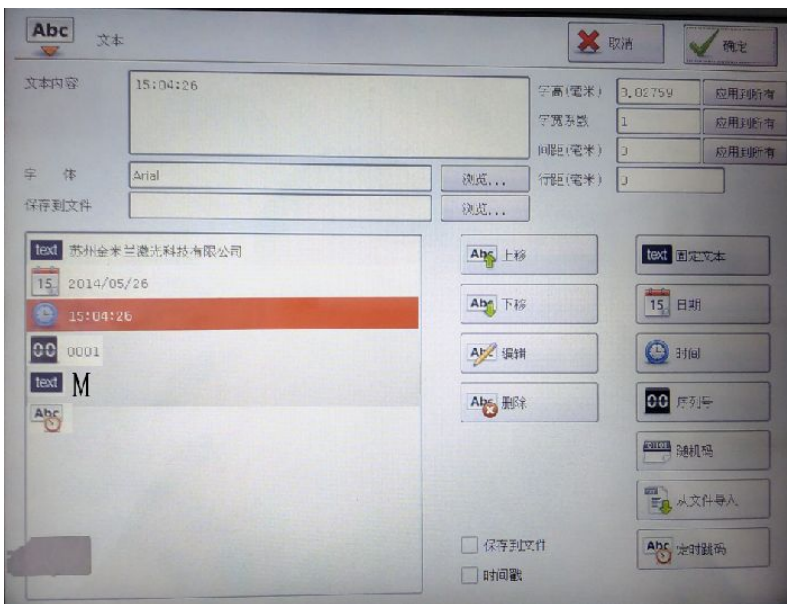 Abc 文本 取消 确定
文本内容 15:04:26 字高(毫米) 3.02759 应用到所有
字宽系数 1 应用到所有
间距(毫米) 0 应用到所有
字 体 Arial 浏览... 行距(毫米) 0
保存到文件 浏览...
text 苏州金米兰激光科技有限公司 Abc 上移 text 固定文本
15 2014/05/26
15:04:26 Abc 下移 15 日期
00 0001 Abc 编辑 时间
text M
Abc Abc 删除 00 序列号
随机码
从文件导入
保存到文件 Abc 定时跳码
时间戳